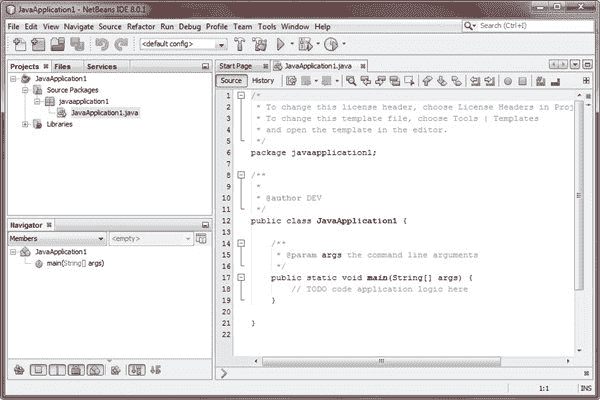 JavaApplication1 - NetBeans IDE 8.0.1
File Edit View Navigate Source Refactor Run Debug Profile Team Tools Window Help
Search (Ctrl+I)
<default config>
Projects Files Services
JavaApplication1
Source Packages
javaapplication1
JavaApplication1.java
Libraries
Navigator
Members
<empty>
JavaApplication1
main(String[] args)
Start Page JavaApplication1.java
Source History
1 /*
2 * To change this license header, choose License Headers in Proj
3 * To change this template file, choose Tools | Templates
4 * and open the template in the editor.
5 */
6 package javaapplication1;
7
8 /**
9 *
10 * @author DEV
11 */
12 public class JavaApplication1 {
13
14 /**
15 * @param args the command line arguments
16 */
17 public static void main(String[] args) {
18 // TODO code application logic here
19 }
20
21 }
22
1:1 INS